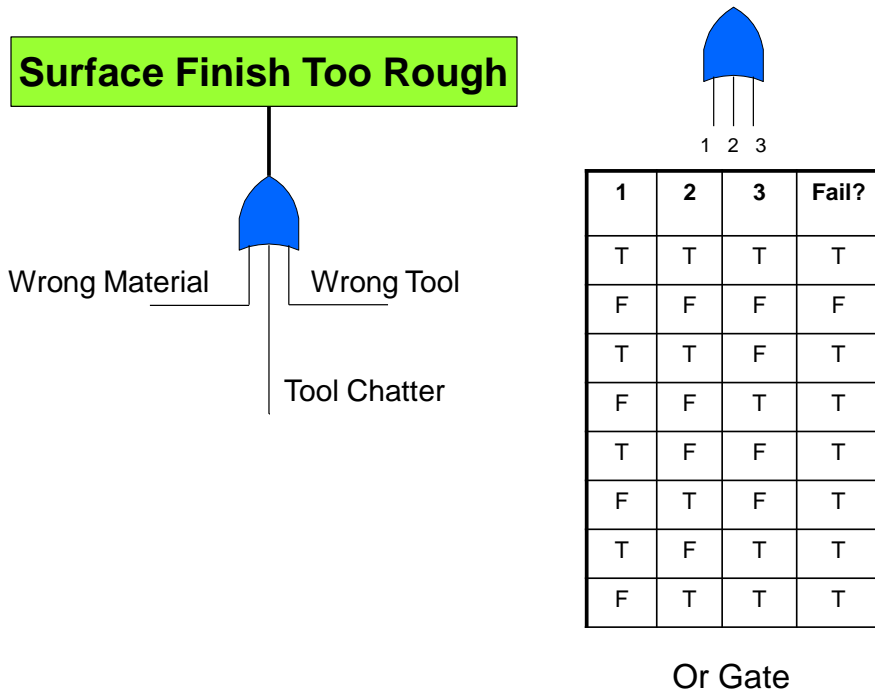 Surface Finish Too Rough
Wrong Material
Wrong Tool
Tool Chatter
1 2 3
1 2 3 Fail?
T T T T
F F F F
T T F T
F F T T
T F F T
F T F T
T F T T
F T T T
Or Gate